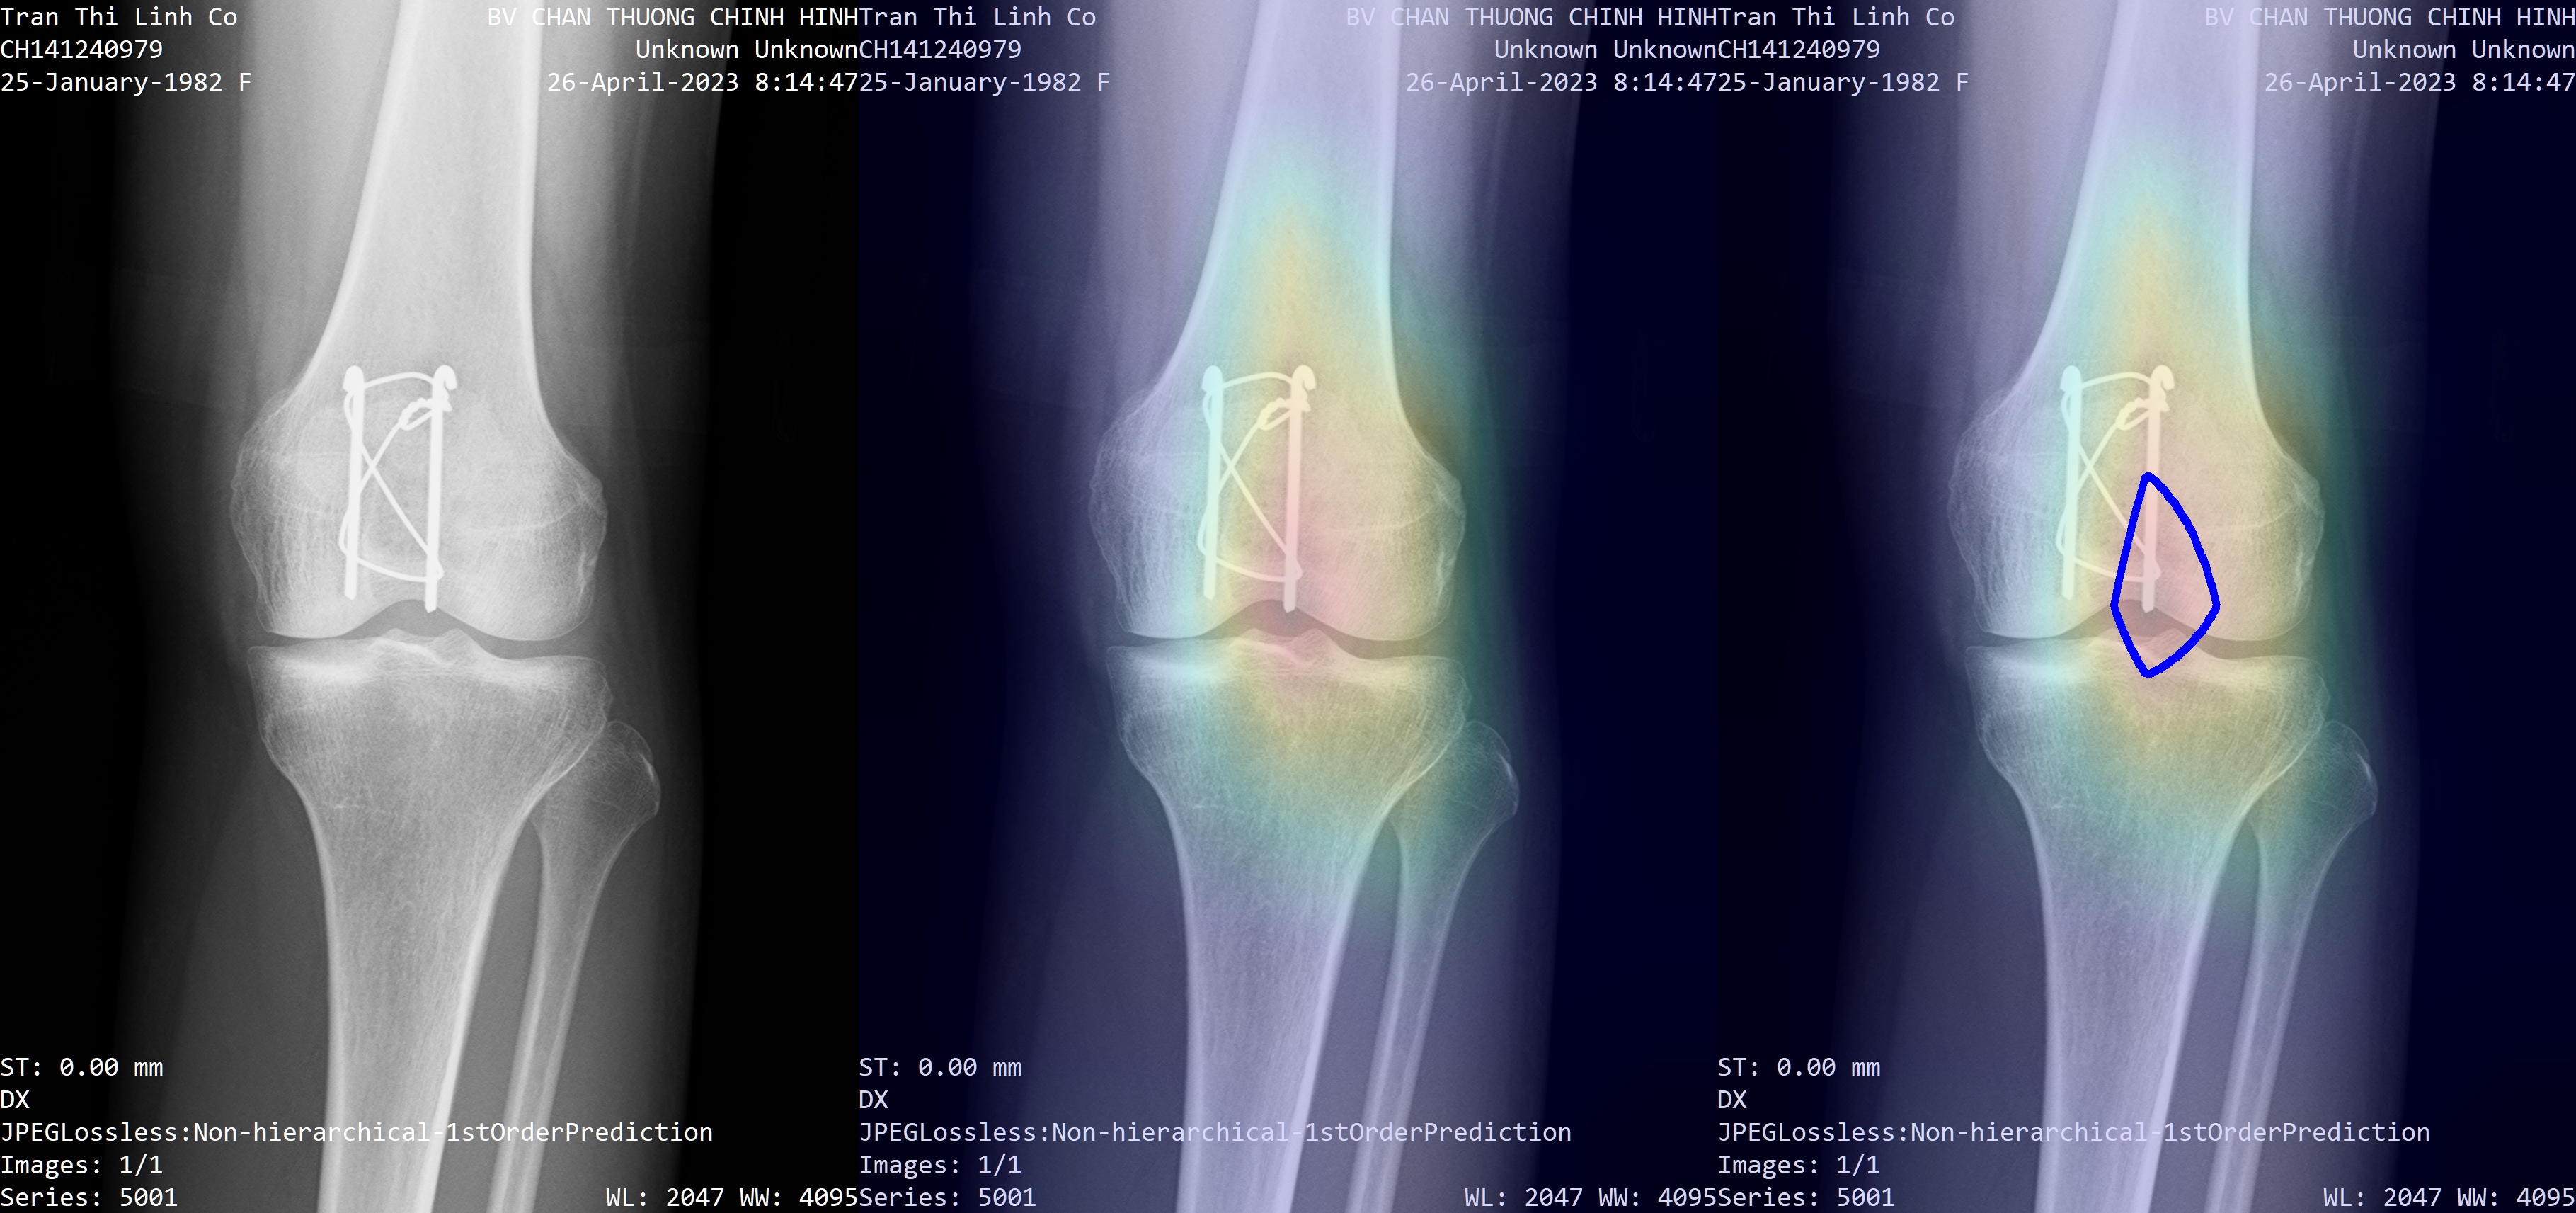 Tran Thi Linh Co
CH141240979
25-January-1982 F
BV CHAN THUONG CHINH HINH
Unknown Unknown
26-April-2023 8:14:47
ST: 0.00 mm
DX
JPEGLossless:Non-hierarchical-1stOrderPrediction
Images: 1/1
Series: 5001
WL: 2047 WW: 4095
Tran Thi Linh Co
CH141240979
25-January-1982 F
BV CHAN THUONG CHINH HINH
Unknown Unknown
26-April-2023 8:14:47
ST: 0.00 mm
DX
JPEGLossless:Non-hierarchical-1stOrderPrediction
Images: 1/1
Series: 5001
WL: 2047 WW: 4095
Tran Thi Linh Co
CH141240979
25-January-1982 F
BV CHAN THUONG CHINH HINH
Unknown Unknown
26-April-2023 8:14:47
ST: 0.00 mm
DX
JPEGLossless:Non-hierarchical-1stOrderPrediction
Images: 1/1
Series: 5001
WL: 2047 WW: 4095